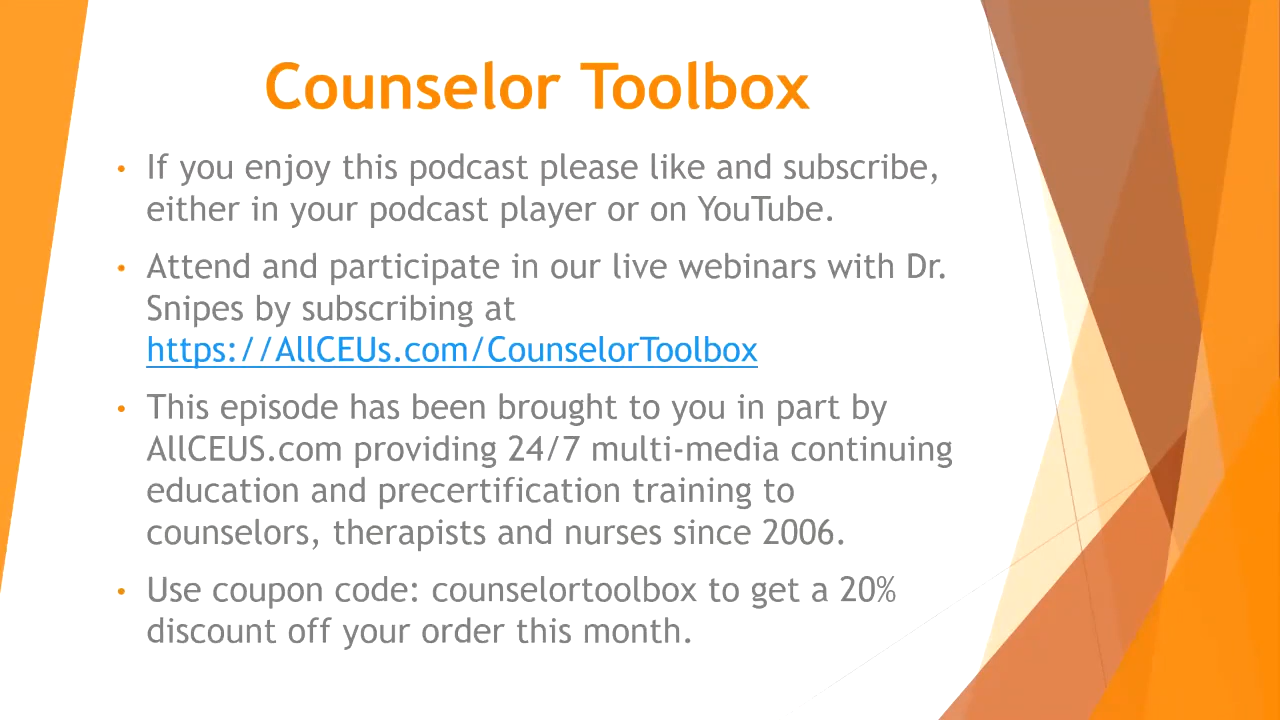 Counselor Toolbox
• If you enjoy this podcast please like and subscribe,
either in your podcast player or on YouTube.
• Attend and participate in our live webinars with Dr.
Snipes by subscribing at
https://AllCEUs.com/CounselorToolbox
• This episode has been brought to you in part by
AllCEUS.com providing 24/7 multi-media continuing
education and precertification training to
counselors, therapists and nurses since 2006.
• Use coupon code: counselortoolbox to get a 20%
discount off your order this month.